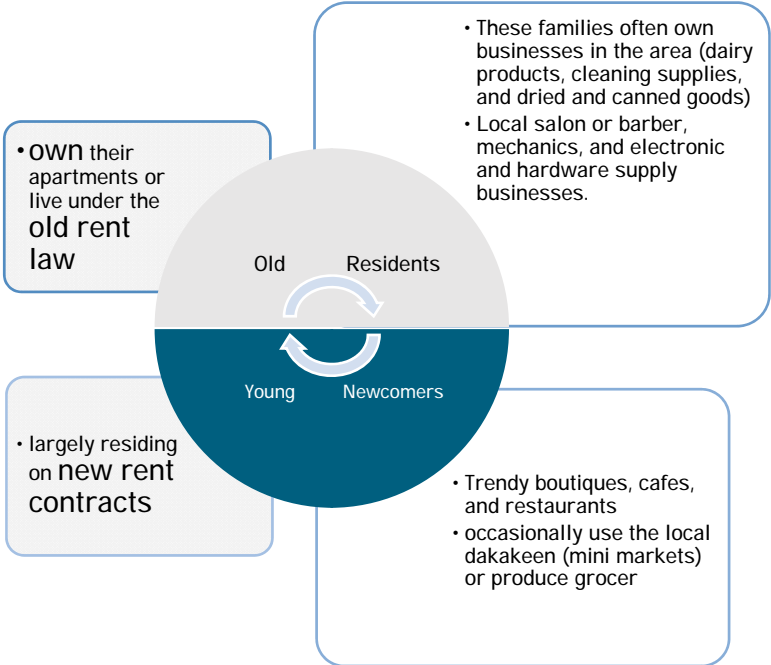 • These families often own
businesses in the area (dairy
products, cleaning supplies,
and dried and canned goods)
• Local salon or barber,
mechanics, and electronic
and hardware supply
businesses.
• own their
apartments or
live under the
old rent
law
Old Residents
Young Newcomers
• largely residing
on new rent
contracts
• Trendy boutiques, cafes,
and restaurants
• occasionally use the local
dakakeen (mini markets)
or produce grocer